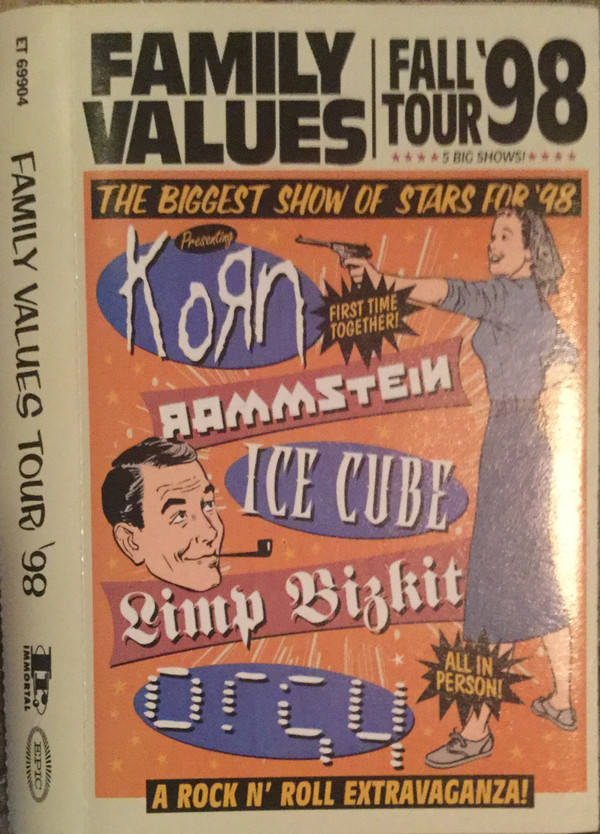 ET 69904
FAMILY VALUES TOUR '98
IMMORTAL
EPIC
FAMILY VALUES
FALL TOUR '98
★★★★5 BIG SHOWS!★★★★
THE BIGGEST SHOW OF STARS FOR '98
Presenting
KoЯn
FIRST TIME
TOGETHER!
RAMMSTEIN
ICE CUBE
Limp Bizkit
orgy
ALL IN
PERSON!
A ROCK N' ROLL EXTRAVAGANZA!